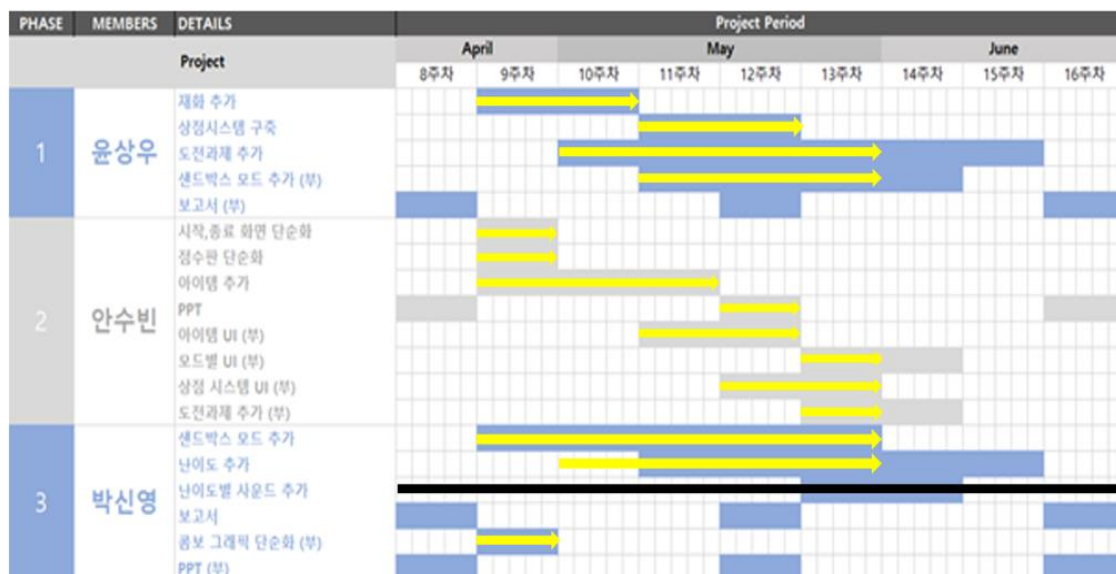 PHASE MEMBERS DETAILS Project Period
Project April May June
8주차 9주차 10주차 11주차 12주차 13주차 14주차 15주차 16주차
1 윤상우
재화 추가
상점시스템 구축
도전과제 추가
샌드박스 모드 추가 (부)
보고서 (부)
2 안수빈
시작,종료 화면 단순화
점수판 단순화
아이템 추가
PPT
아이템 UI (부)
모드별 UI (부)
상점 시스템 UI (부)
도전과제 추가 (부)
3 박신영
샌드박스 모드 추가
난이도 추가
난이도별 사운드 추가
보고서
콤보 그래픽 단순화 (부)
PPT (부)